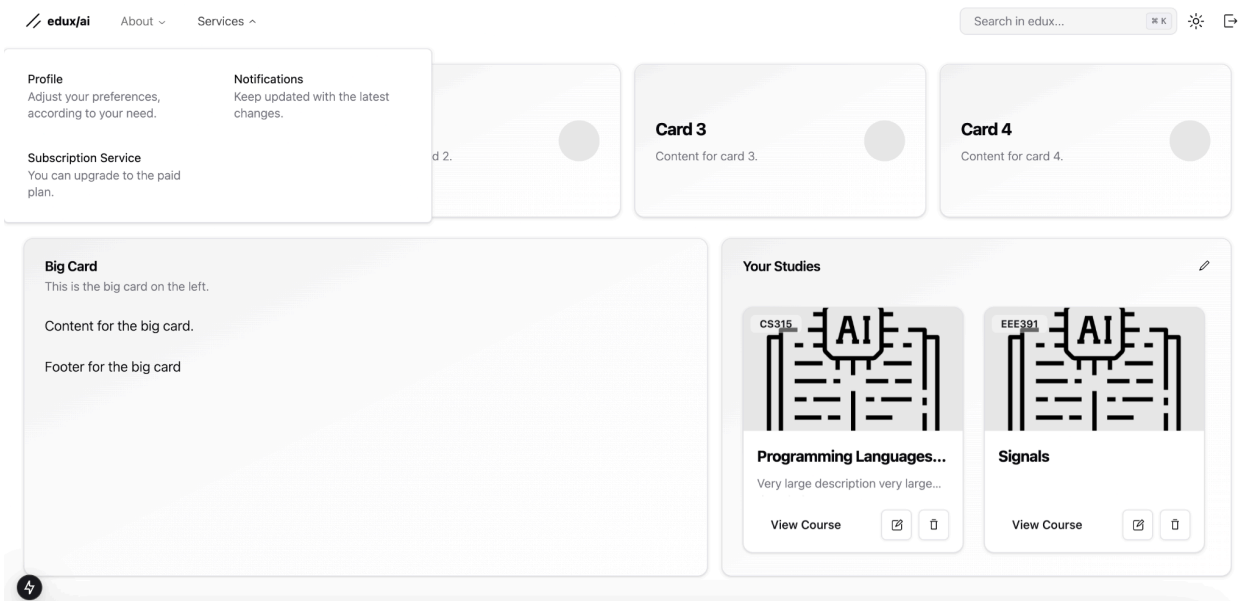 edux/ai
About
Services
Search in edux...
⌘ K
Profile
Adjust your preferences,
according to your need.
Notifications
Keep updated with the latest
changes.
Subscription Service
You can upgrade to the paid
plan.
d 2.
Card 3
Content for card 3.
Card 4
Content for card 4.
Big Card
This is the big card on the left.
Content for the big card.
Footer for the big card
Your Studies
CS315
AI
Programming Languages...
Very large description very large...
View Course
EEE391
AI
Signals
View Course